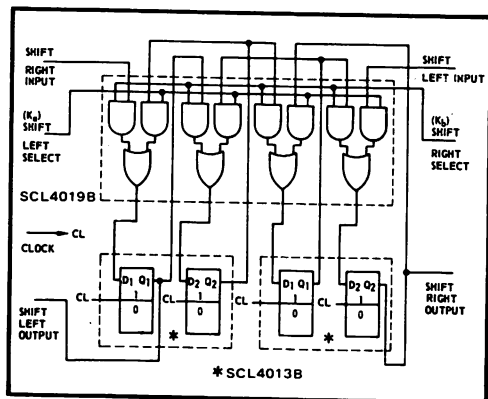 SHIFT
RIGHT INPUT
SHIFT
LEFT INPUT
(Ka)
SHIFT
LEFT SELECT
(Kb)
SHIFT
RIGHT SELECT
SCL4019B
CLOCK CL
D1 Q1
1
0
D2 Q2
1
0
D1 Q1
1
0
D2 Q2
1
0
CL
CL
CL
CL
SHIFT
LEFT
OUTPUT
*
*
SHIFT
RIGHT
OUTPUT
*SCL4013B